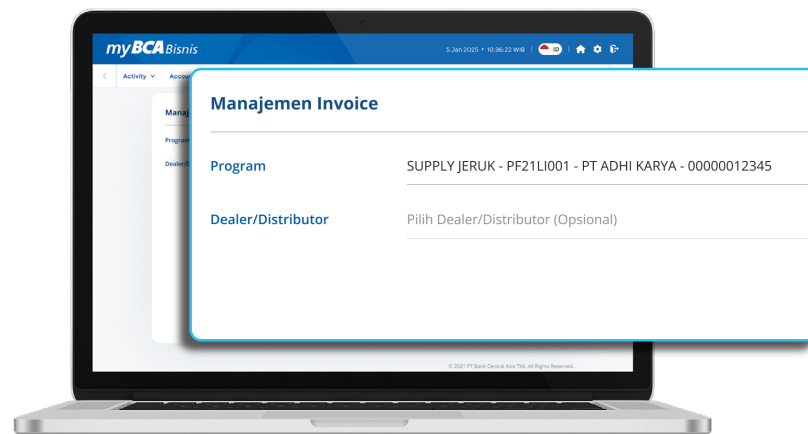 myBCA Bisnis
5 Jan 2025 • 10:36:22 WIB | ID
Activity
Manajemen Invoice
Program SUPPLY JERUK - PF21LI001 - PT ADHI KARYA - 00000012345
Dealer/Distributor Pilih Dealer/Distributor (Opsional)
© 2021 PT Bank Central Asia Tbk, All Rights Reserved.